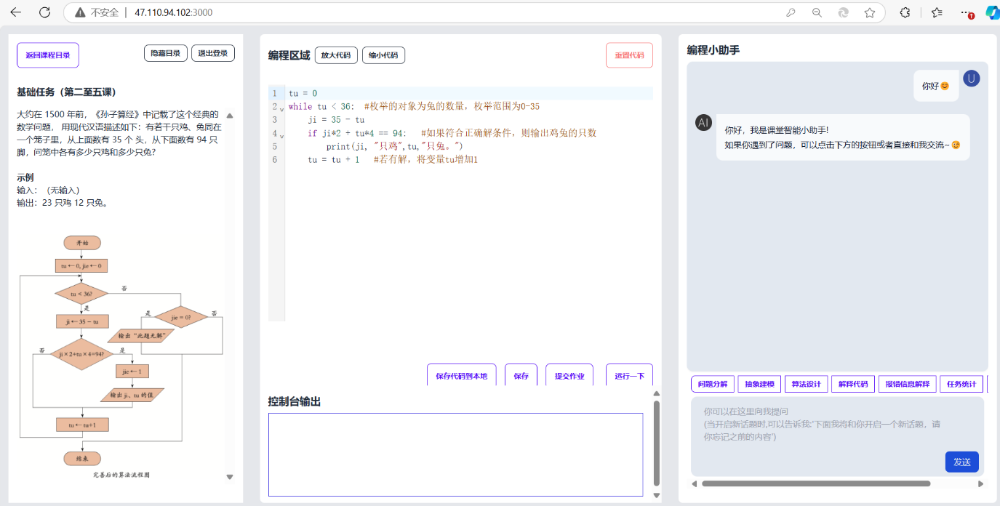 不安全
47.110.94.102:3000
返回课程目录
隐藏目录
退出登录
基础任务（第二至五课）
大约在 1500 年前，《孙子算经》中记载了这个经典的
数学问题， 用现代汉语描述如下：有若干只鸡、兔同在
一个笼子里，从上面数有 35 个 头，从下面数有 94 只
脚，问笼中各有多少只鸡和多少只兔？
示例
输入：（无输入）
输出：23 只鸡 12 只兔。
开始
tu ← 0, jie ← 0
tu < 36?
否
是
ji ← 35 − tu
是
jie = 0?
否
输出 “此题无解”
否
ji × 2+tu × 4=94?
是
jie ← 1
输出 ji、tu 的值
tu ← tu+1
结束
完善后的算法流程图
编程区域
放大代码
缩小代码
重置代码
1 tu = 0
2 while tu < 36: #枚举的对象为兔的数量，枚举范围为0-35
3 ji = 35 - tu
4 if ji*2 + tu*4 == 94: #如果符合正确解条件，则输出鸡兔的只数
5 print(ji, "只鸡",tu,"只兔。")
6 tu = tu + 1 #若有解，将变量tu增加1
保存代码到本地
保存
提交作业
运行一下
控制台输出
编程小助手
你好😊
U
AI
你好，我是课堂智能小助手!
如果你遇到了问题，可以点击下方的按钮或者直接和我交流~😉
问题分解
抽象建模
算法设计
解释代码
报错信息解释
任务统计
你可以在这里向我提问
(当开启新话题时,可以告诉我:'下面我将和你开启一个新话题，请
你忘记之前的内容')
发送